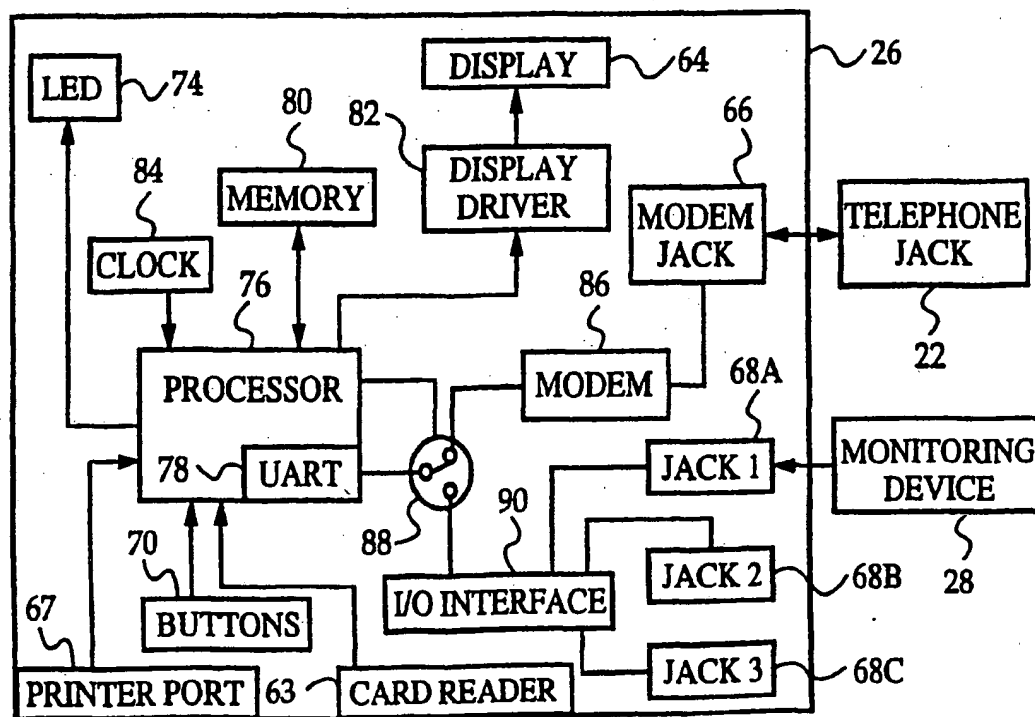 DISPLAY
64
26
LED
74
80
82
66
MEMORY
DISPLAY
DRIVER
84
MODEM
JACK
TELEPHONE
JACK
CLOCK
76
86
22
PROCESSOR
MODEM
68A
78
UART
JACK 1
MONITORING
DEVICE
90
88
70
I/O INTERFACE
JACK 2
68B
28
67
BUTTONS
PRINTER PORT
63
CARD READER
JACK 3
68C